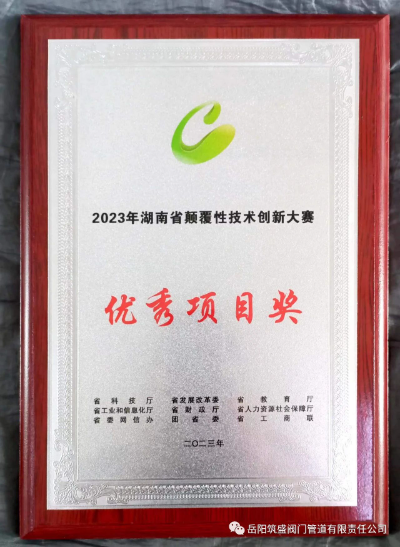 2023年湖南省颠覆性技术创新大赛
优秀项目奖
省科技厅 省发展改革委 省教育厅
省工业和信息化厅 省财政厅 省人力资源社会保障厅
省委网信办 团省委 省工商联
二〇二三年
岳阳筑盛阀门管道有限责任公司